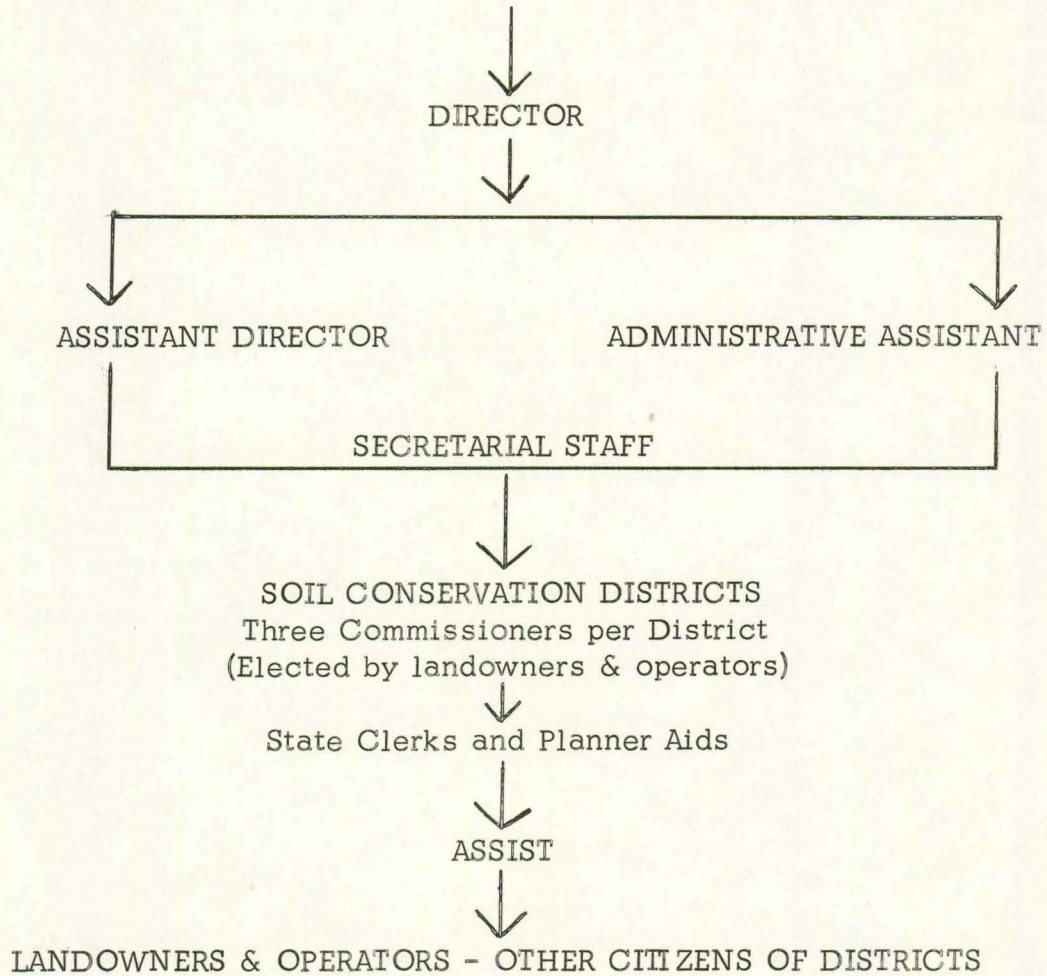 DIRECTOR
ASSISTANT DIRECTOR
ADMINISTRATIVE ASSISTANT
SECRETARIAL STAFF
SOIL CONSERVATION DISTRICTS
Three Commissioners per District
(Elected by landowners & operators)
State Clerks and Planner Aids
ASSIST
LANDOWNERS & OPERATORS - OTHER CITIZENS OF DISTRICTS